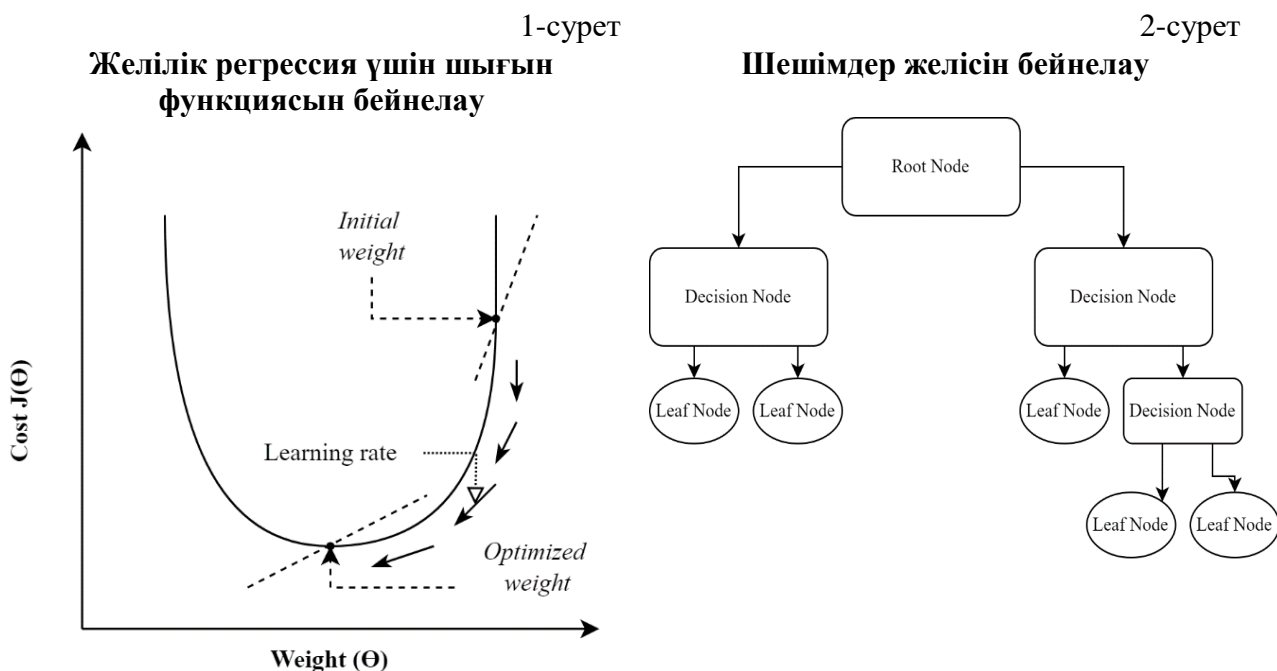 1-сурет
Желілік регрессия үшін шығын
функциясын бейнелау
Cost J(Ө)
Initial
weight
Learning rate
Optimized
weight
Weight (Ө)
2-сурет
Шешімдер желісін бейнелау
Root Node
Decision Node
Decision Node
Leaf Node
Leaf Node
Leaf Node
Decision Node
Leaf Node
Leaf Node